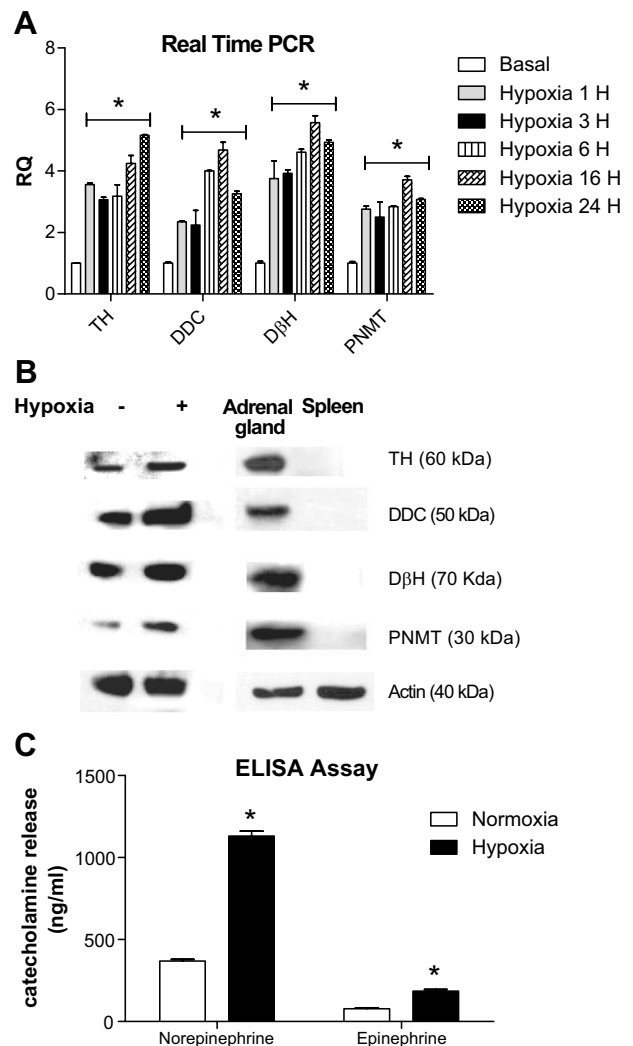 A
Real Time PCR
RQ
8
6
4
2
0
*
*
*
*
TH
DDC
DβH
PNMT
Basal
Hypoxia 1 H
Hypoxia 3 H
Hypoxia 6 H
Hypoxia 16 H
Hypoxia 24 H
B
Hypoxia - +
Adrenal gland
Spleen
TH (60 kDa)
DDC (50 kDa)
DβH (70 Kda)
PNMT (30 kDa)
Actin (40 kDa)
C
ELISA Assay
catecholamine release
(ng/ml)
1500
1000
500
0
*
*
Normoxia
Hypoxia
Norepinephrine
Epinephrine